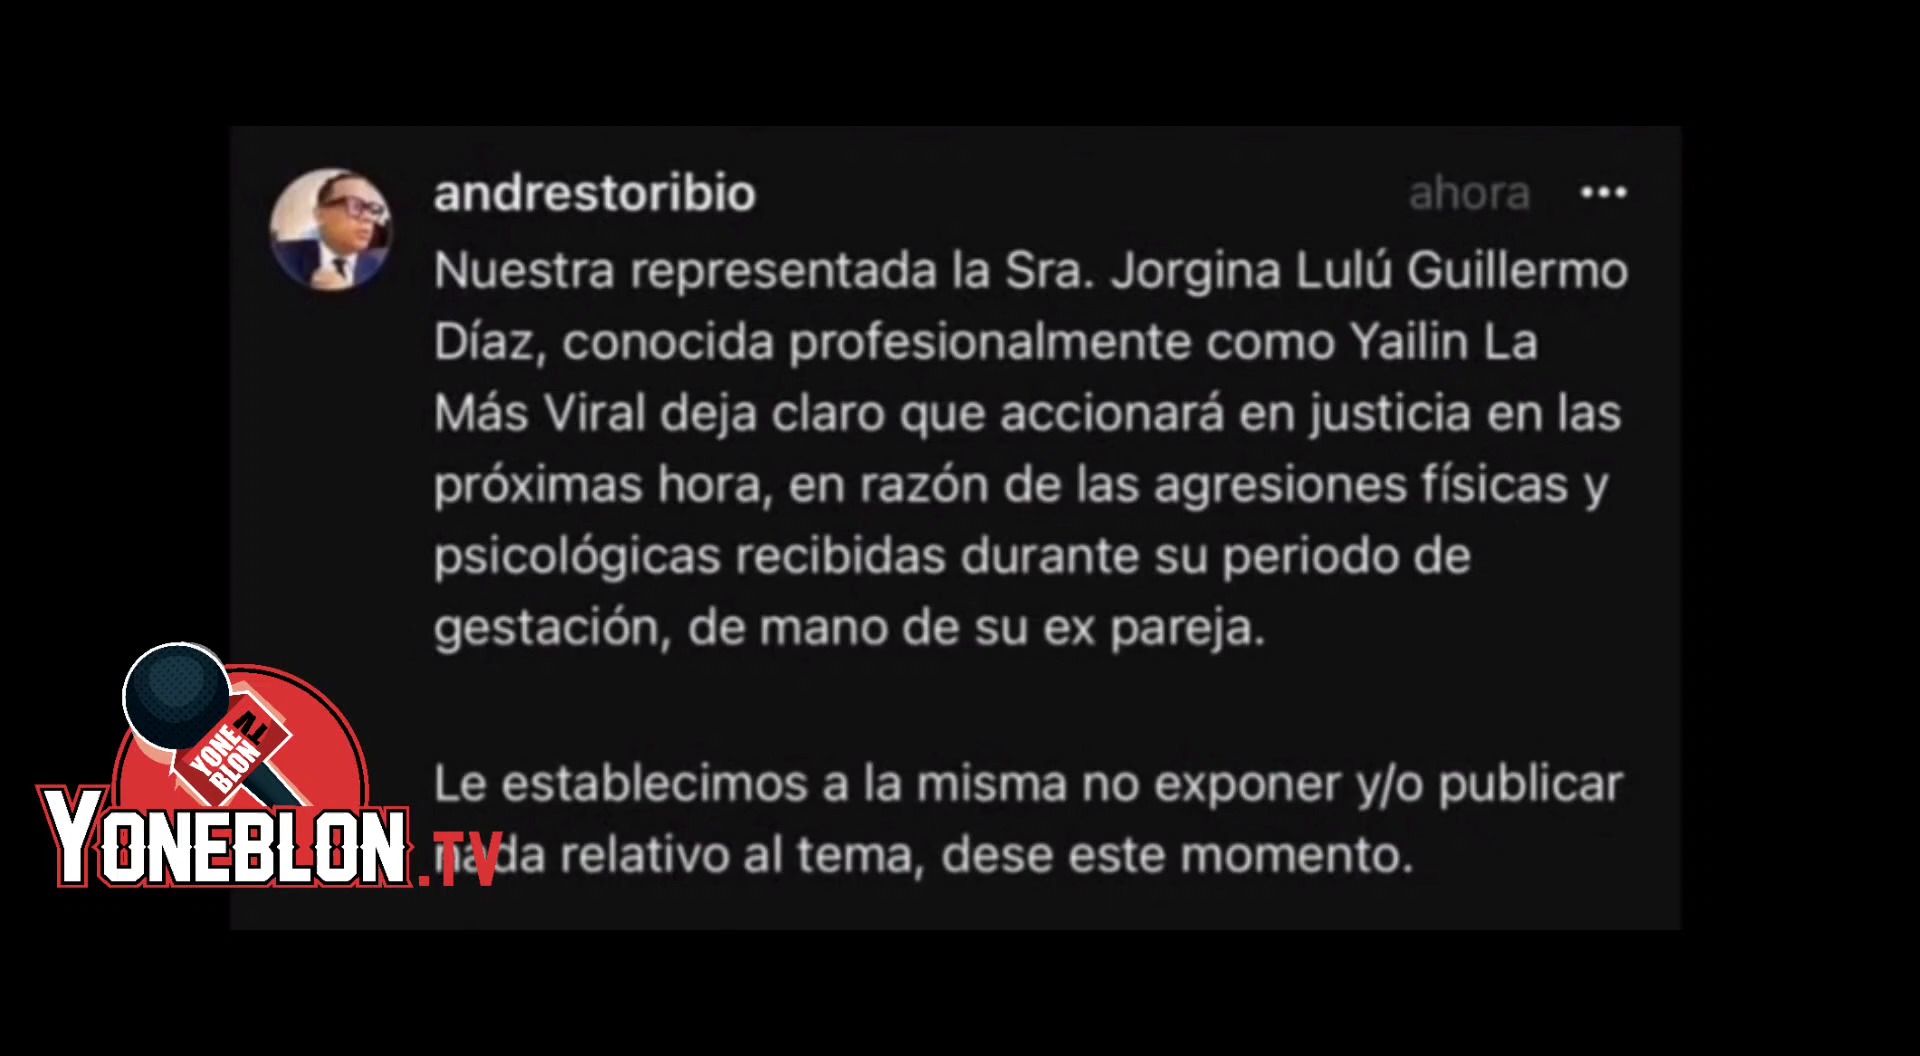 andrestoribio
ahora
Nuestra representada la Sra. Jorgina Lulú Guillermo
Díaz, conocida profesionalmente como Yailin La
Más Viral deja claro que accionará en justicia en las
próximas hora, en razón de las agresiones físicas y
psicológicas recibidas durante su periodo de
gestación, de mano de su ex pareja.
Le establecimos a la misma no exponer y/o publicar
nada relativo al tema, dese este momento.
YONE
BLON
TV
YONEBLON.TV